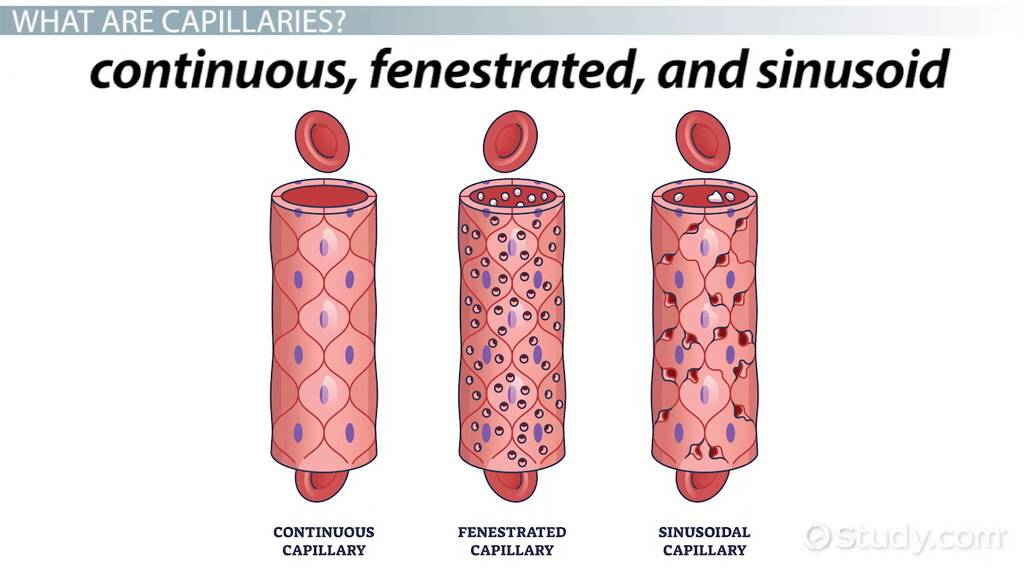 WHAT ARE CAPILLARIES?
continuous, fenestrated, and sinusoid
CONTINUOUS
CAPILLARY
FENESTRATED
CAPILLARY
SINUSOIDAL
CAPILLARY
Study.com